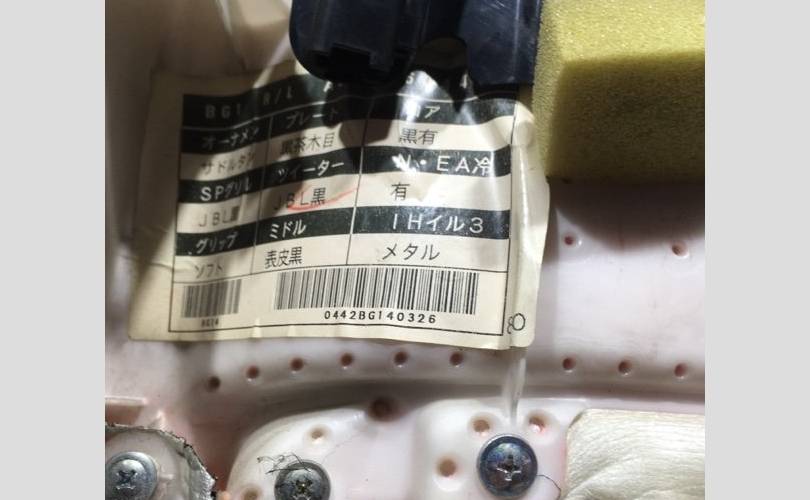 BG1 R/L
オーナメン プレート ア
サドルタン 黒茶木目 黒有
SPグリル ツイーター N・EA冷
JBL黒 JBL黒 有
グリップ ミドル IHイル3
ソフト 表皮黒 メタル
BG14 0442BG140326
80